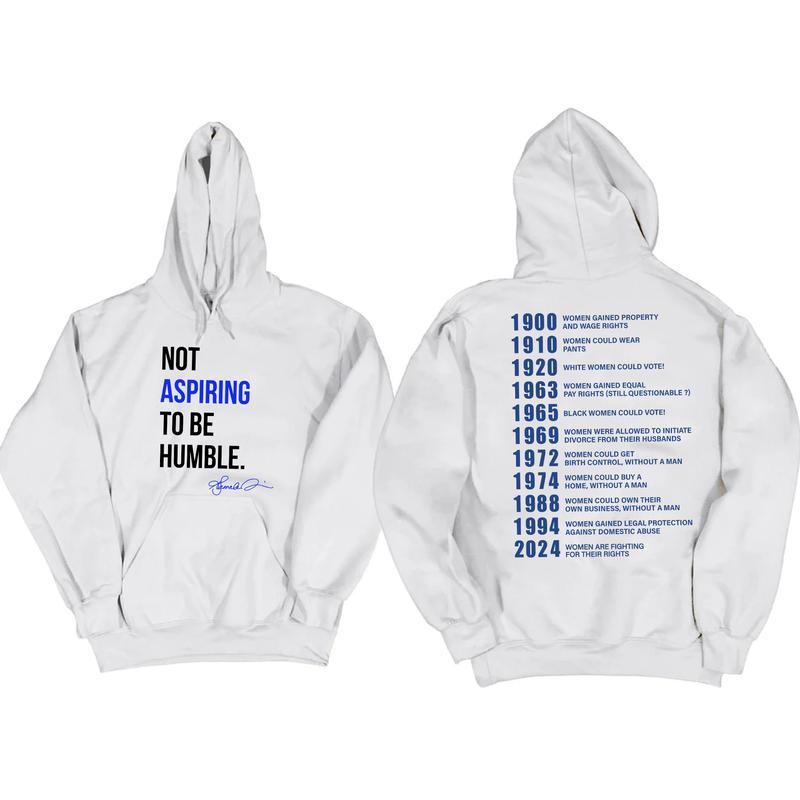 NOT
ASPIRING
TO BE
HUMBLE.
1900 WOMEN GAINED PROPERTY
AND WAGE RIGHTS
1910 WOMEN COULD WEAR
PANTS
1920 WHITE WOMEN COULD VOTE!
1963 WOMEN GAINED EQUAL
PAY RIGHTS (STILL QUESTIONABLE ?)
1965 BLACK WOMEN COULD VOTE!
1969 WOMEN WERE ALLOWED TO INITIATE
DIVORCE FROM THEIR HUSBANDS
1972 WOMEN COULD GET
BIRTH CONTROL, WITHOUT A MAN
1974 WOMEN COULD BUY A
HOME, WITHOUT A MAN
1988 WOMEN COULD OWN THEIR
OWN BUSINESS, WITHOUT A MAN
1994 WOMEN GAINED LEGAL PROTECTION
AGAINST DOMESTIC ABUSE
2024 WOMEN ARE FIGHTING
FOR THEIR RIGHTS